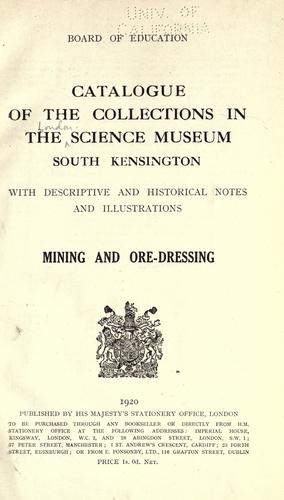 UNIV. OF
CALIFORNIA
BOARD OF EDUCATION
CATALOGUE
OF THE COLLECTIONS IN
London
THE SCIENCE MUSEUM
SOUTH KENSINGTON
WITH DESCRIPTIVE AND HISTORICAL NOTES
AND ILLUSTRATIONS
MINING AND ORE-DRESSING
1920
PUBLISHED BY HIS MAJESTY'S STATIONERY OFFICE, LONDON
TO BE PURCHASED THROUGH ANY BOOKSELLER OR DIRECTLY FROM H.M.
STATIONERY OFFICE AT THE FOLLOWING ADDRESSES: IMPERIAL HOUSE,
KINGSWAY, LONDON, W.C. 2, AND 28 ABINGDON STREET, LONDON, S.W. 1;
37 PETER STREET, MANCHESTER; 1 ST. ANDREW'S CRESCENT, CARDIFF; 23 FORTH
STREET, EDINBURGH; OR FROM E. PONSONBY, LTD., 116 GRAFTON STREET, DUBLIN
PRICE 1s. 0d. NET.